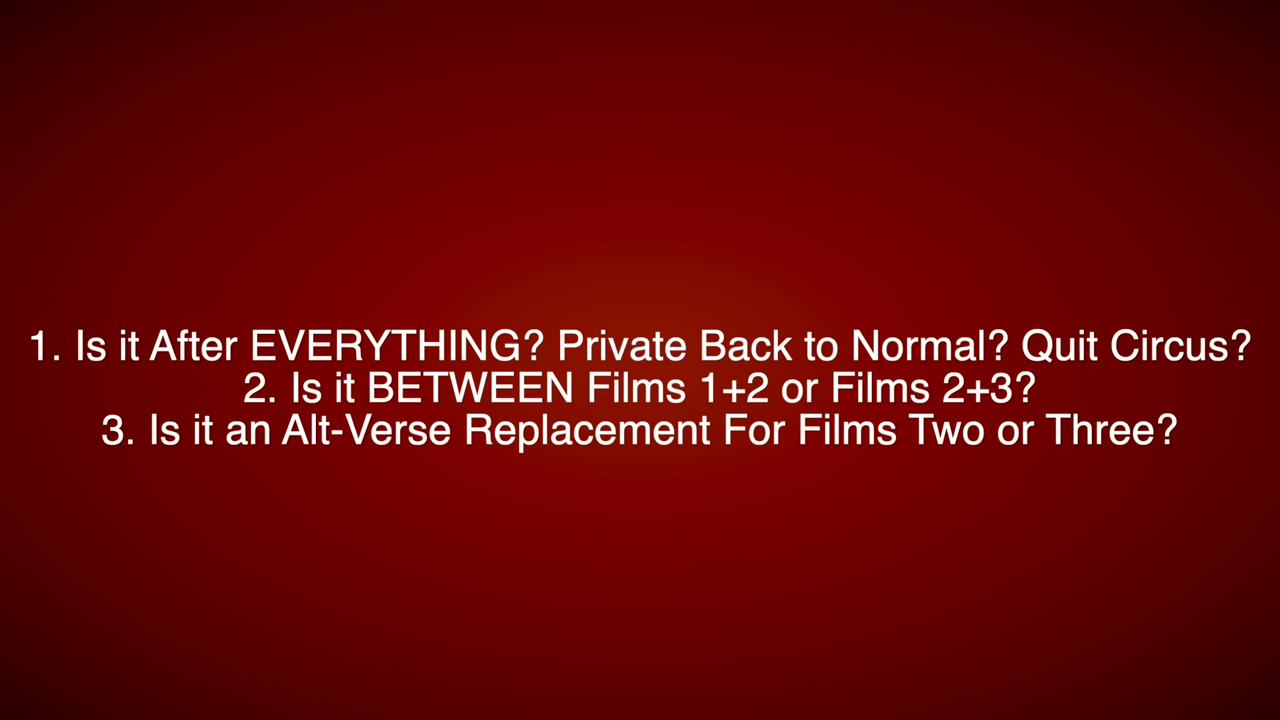 1. Is it After EVERYTHING? Private Back to Normal? Quit Circus?
2. Is it BETWEEN Films 1+2 or Films 2+3?
3. Is it an Alt-Verse Replacement For Films Two or Three?